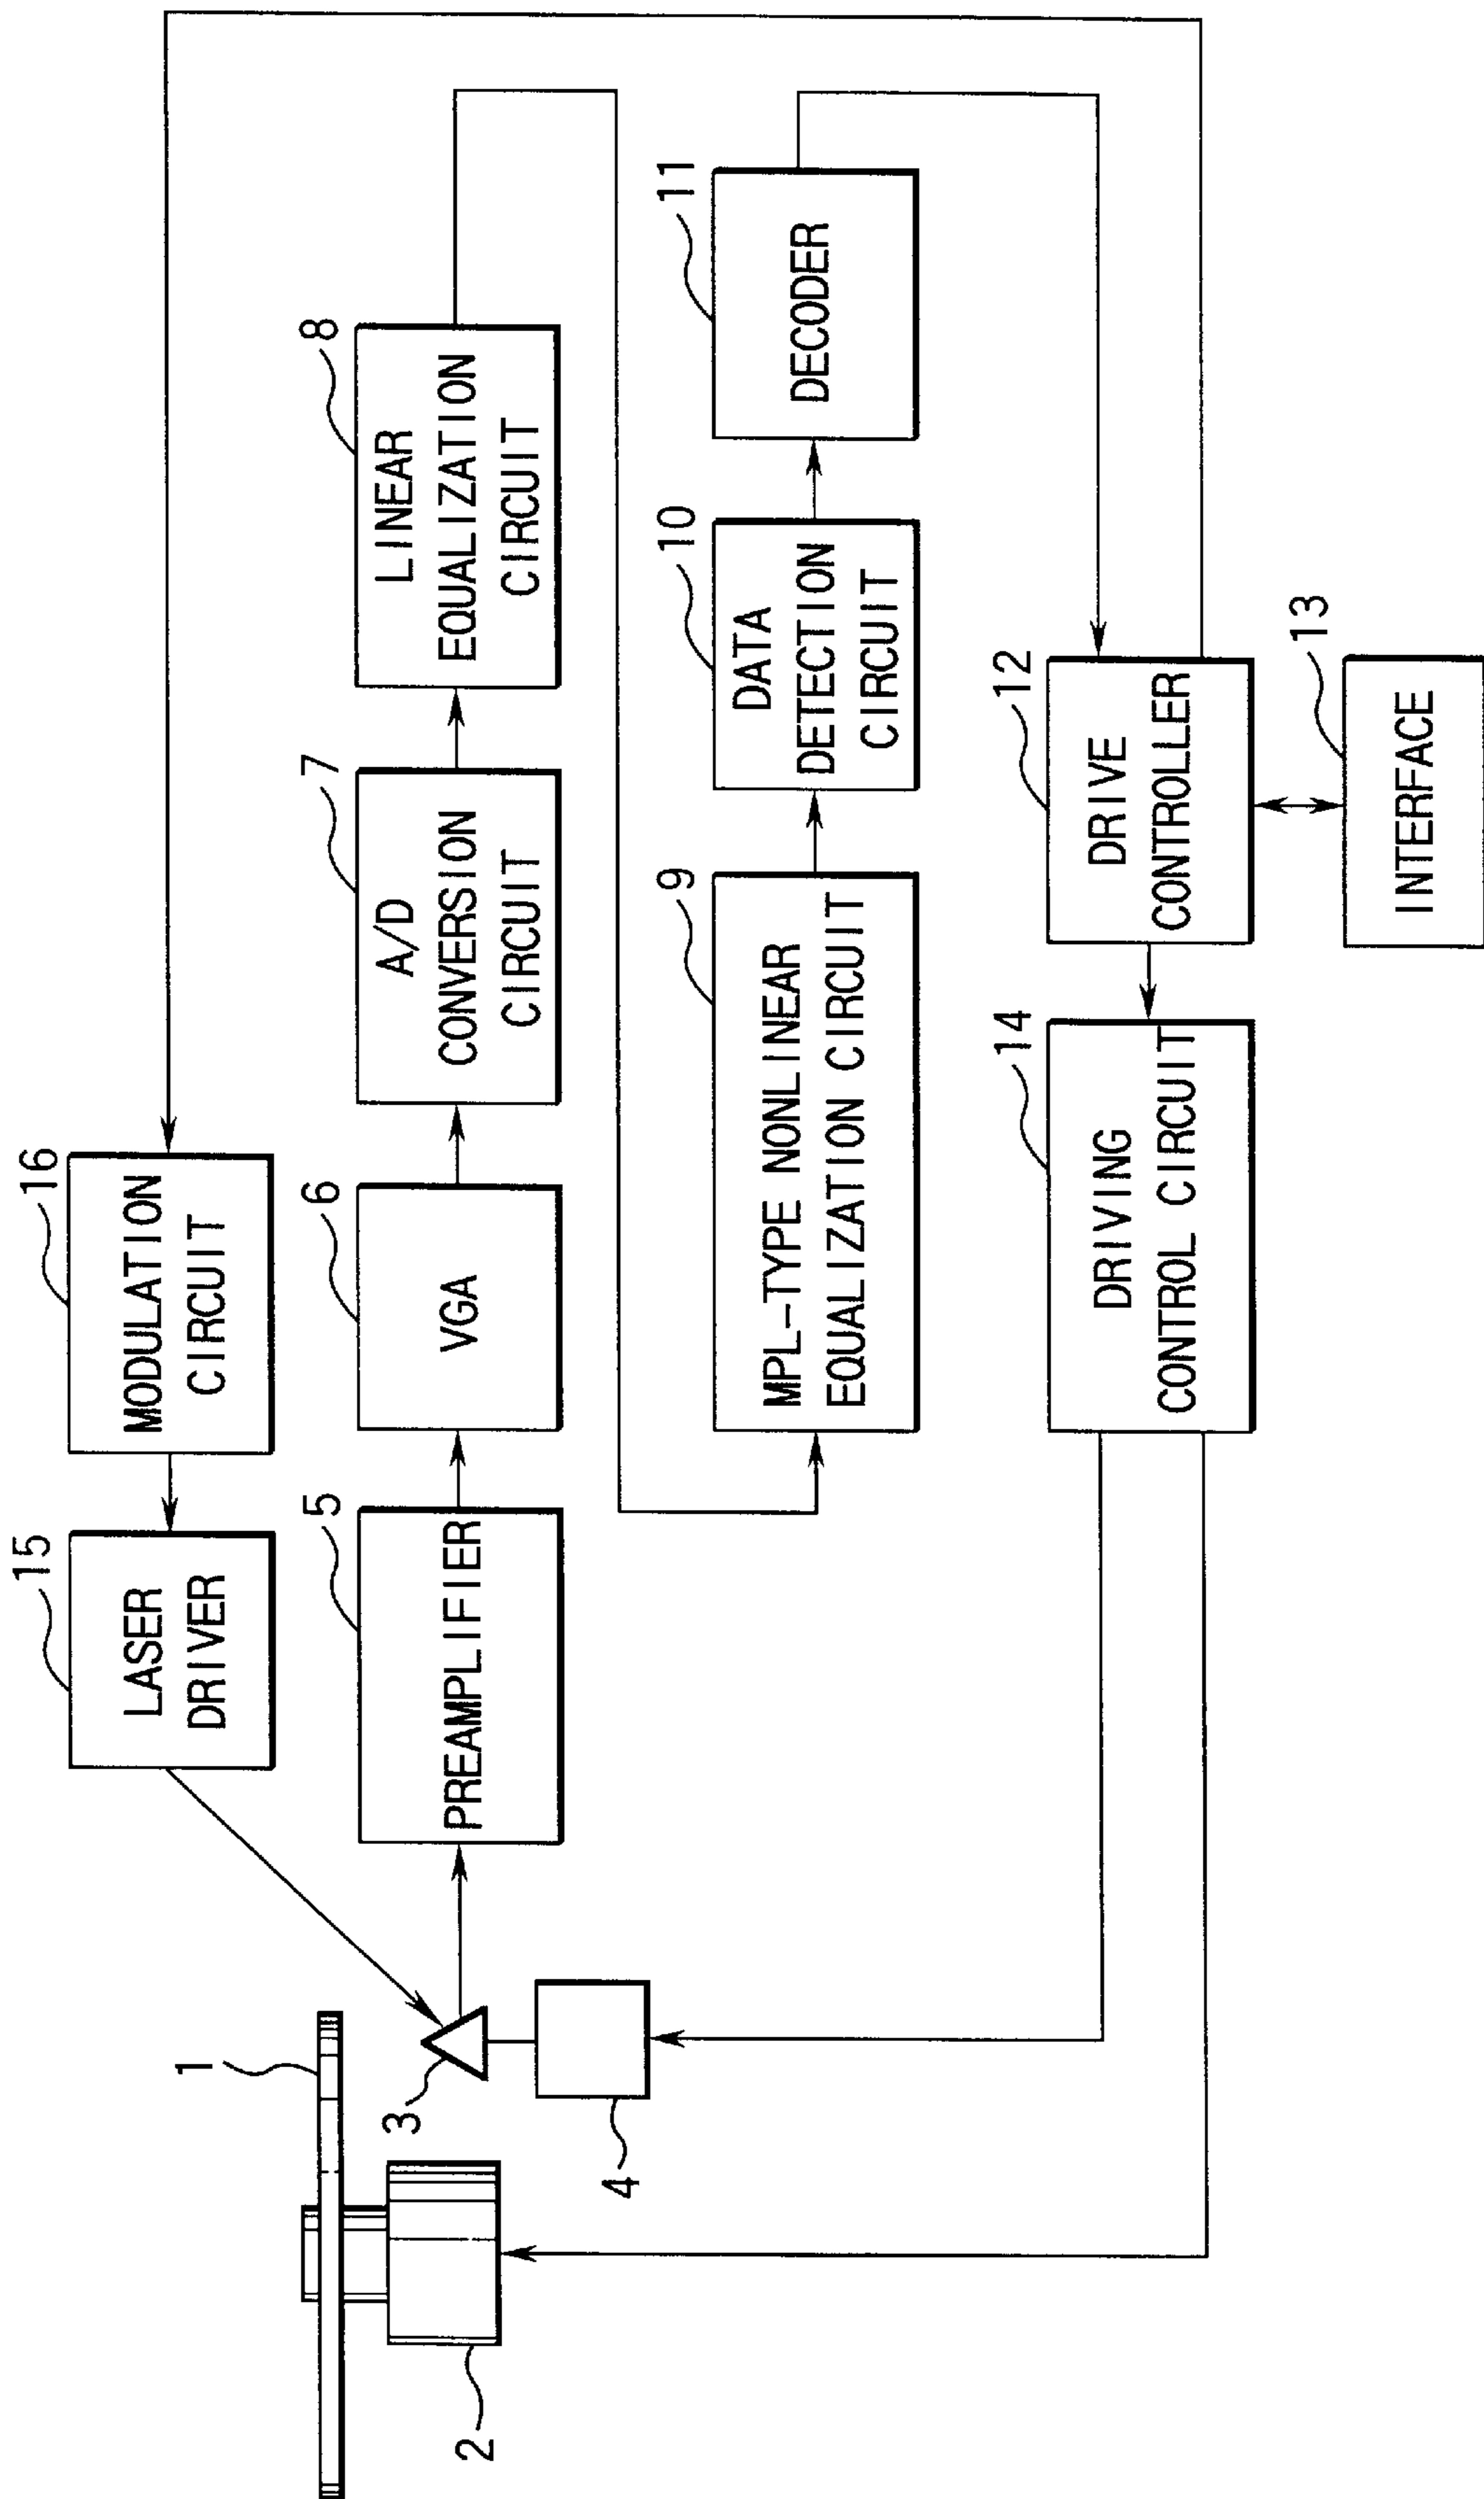 15
LASER
DRIVER
16
MODULATION
CIRCUIT
1
2
3
4
5
PREAMPLIFIER
6
VGA
7
A/D
CONVERSION
CIRCUIT
8
LINEAR
EQUALIZATION
CIRCUIT
9
MPL-TYPE NONLINEAR
EQUALIZATION CIRCUIT
10
DATA
DETECTION
CIRCUIT
11
DECODER
14
DRIVING
CONTROL CIRCUIT
12
DRIVE
CONTROLLER
13
INTERFACE